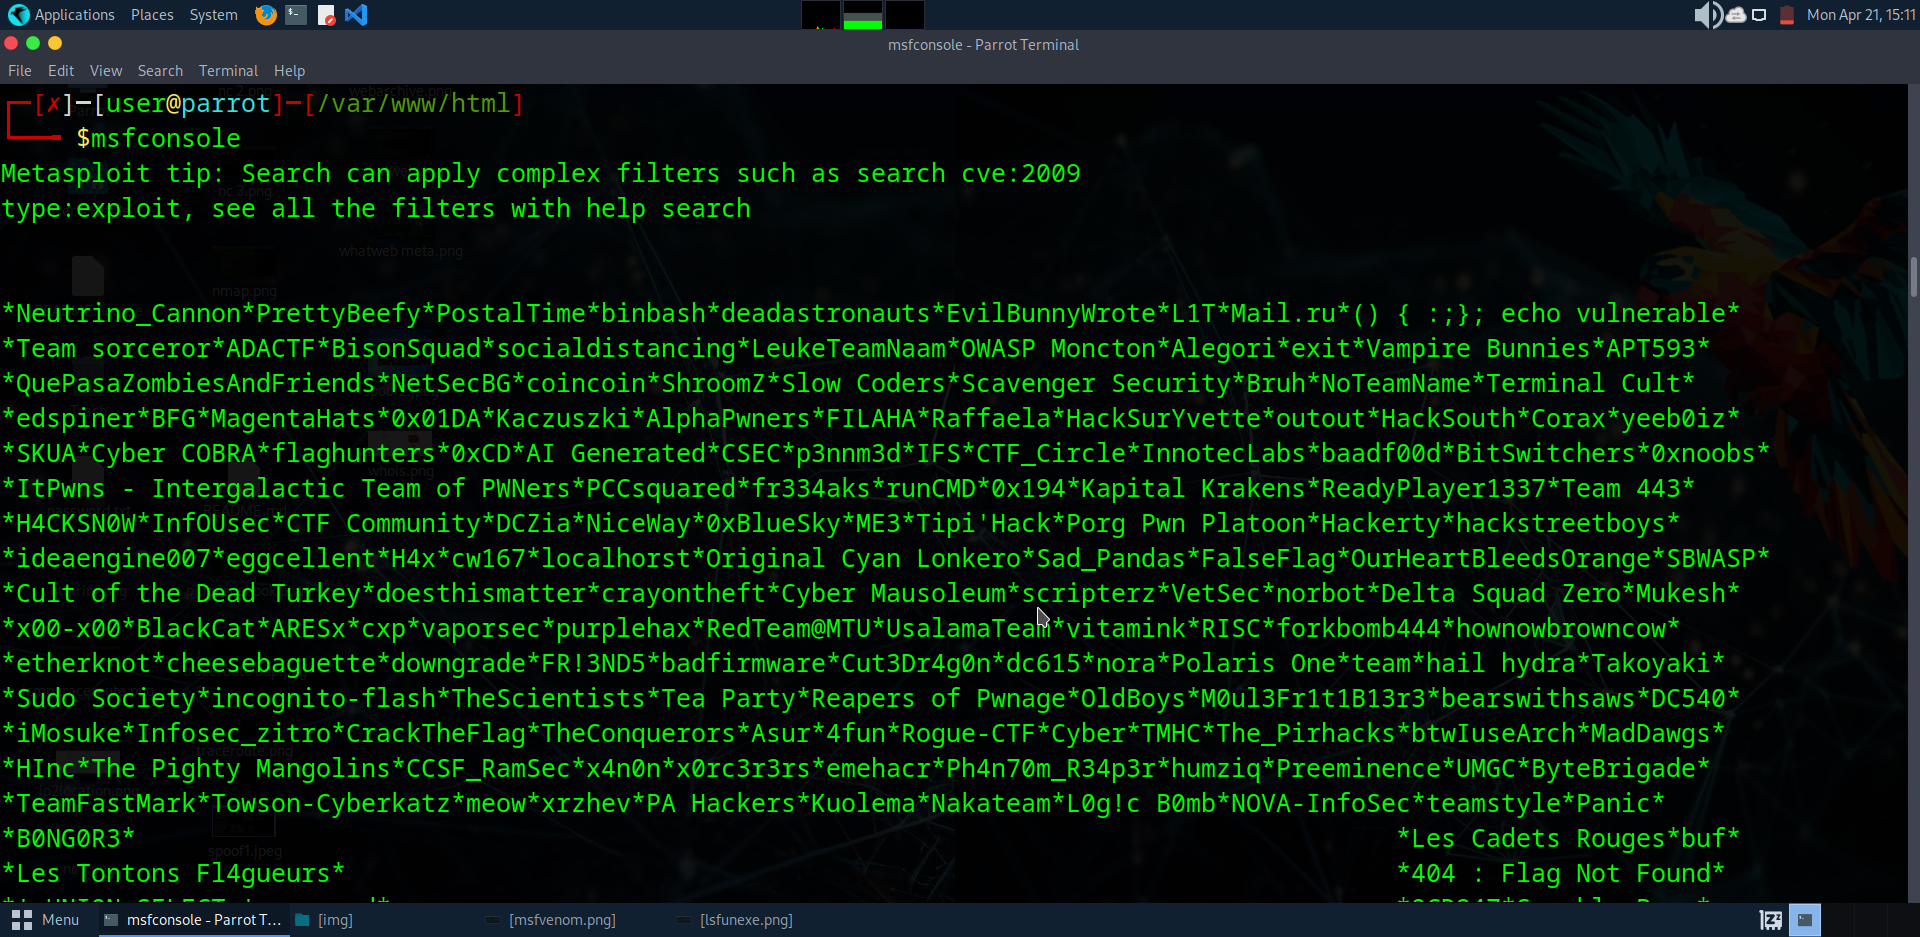 Applications Places System
Mon Apr 21, 15:11
msfconsole - Parrot Terminal
File Edit View Search Terminal Help
┌─[✗]─[user@parrot]─[/var/www/html]
└──╼ $msfconsole
Metasploit tip: Search can apply complex filters such as search cve:2009
type:exploit, see all the filters with help search
whatweb meta.png
nmap.png
*Neutrino_Cannon*PrettyBeefy*PostalTime*binbash*deadastronauts*EvilBunnyWrote*L1T*Mail.ru*() { :;}; echo vulnerable*
*Team sorceror*ADACTF*BisonSquad*socialdistancing*LeukeTeamNaam*OWASP Moncton*Alegori*exit*Vampire Bunnies*APT593*
*QuePasaZombiesAndFriends*NetSecBG*coincoin*ShroomZ*Slow Coders*Scavenger Security*Bruh*NoTeamName*Terminal Cult*
*edspiner*BFG*MagentaHats*0x01DA*Kaczuszki*AlphaPwners*FILAHA*Raffaela*HackSurYvette*outout*HackSouth*Corax*yeeb0iz*
*SKUA*Cyber COBRA*flaghunters*0xCD*AI Generated*CSEC*p3nnm3d*IFS*CTF_Circle*InnotecLabs*baadf00d*BitSwitchers*0xnoobs*
whois.png
*ItPwns - Intergalactic Team of PWNers*PCCsquared*fr334aks*runCMD*0x194*Kapital Krakens*ReadyPlayer1337*Team 443*
*H4CKSN0W*InfOUsec*CTF Community*DCZia*NiceWay*0xBlueSky*ME3*Tipi'Hack*Porg Pwn Platoon*Hackerty*hackstreetboys*
*ideaengine007*eggcellent*H4x*cw167*localhorst*Original Cyan Lonkero*Sad_Pandas*FalseFlag*OurHeartBleedsOrange*SBWASP*
*Cult of the Dead Turkey*doesthismatter*crayontheft*Cyber Mausoleum*scripterz*VetSec*norbot*Delta Squad Zero*Mukesh*
*x00-x00*BlackCat*ARESx*cxp*vaporsec*purplehax*RedTeam@MTU*UsalamaTeam*vitamink*RISC*forkbomb444*hownowbrowncow*
*etherknot*cheesebaguette*downgrade*FR!3ND5*badfirmware*Cut3Dr4g0n*dc615*nora*Polaris One*team*hail hydra*Takoyaki*
*Sudo Society*incognito-flash*TheScientists*Tea Party*Reapers of Pwnage*OldBoys*M0ul3Fr1t1B13r3*bearswithsaws*DC540*
*iMosuke*Infosec_zitro*CrackTheFlag*TheConquerors*Asur*4fun*Rogue-CTF*Cyber*TMHC*The_Pirhacks*btwIuseArch*MadDawgs*
traceroute.png
*HInc*The Pighty Mangolins*CCSF_RamSec*x4n0n*x0rc3r3rs*emehacr*Ph4n70m_R34p3r*humziq*Preeminence*UMGC*ByteBrigade*
*TeamFastMark*Towson-Cyberkatz*meow*xrzhev*PA Hackers*Kuolema*Nakateam*L0g!c B0mb*NOVA-InfoSec*teamstyle*Panic*
*B0NG0R3* *Les Cadets Rouges*buf*
spoof1.jpeg
*Les Tontons Fl4gueurs* *404 : Flag Not Found*
Menu
msfconsole - Parrot T...
[img]
[msfvenom.png]
[lsfunexe.png]